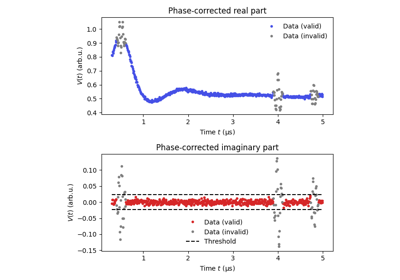 Phase-corrected real part
1.0
0.9
0.8
0.7
0.6
0.5
0.4
V(t) (arb.u.)
Data (valid)
Data (invalid)
1
2
3
4
5
Time t (μs)
Phase-corrected imaginary part
0.10
0.05
0.00
−0.05
−0.10
−0.15
V(t) (arb.u.)
Data (valid)
Data (invalid)
Threshold
1
2
3
4
5
Time t (μs)